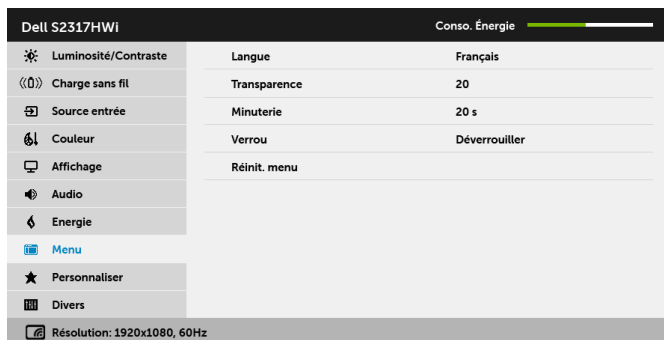 Dell S2317HWi Conso. Énergie
Luminosité/Contraste Langue Français
Charge sans fil Transparence 20
Source entrée Minuterie 20 s
Couleur Verrou Déverrouiller
Affichage Réinit. menu
Audio
Energie
Menu
Personnaliser
Divers
Résolution: 1920x1080, 60Hz